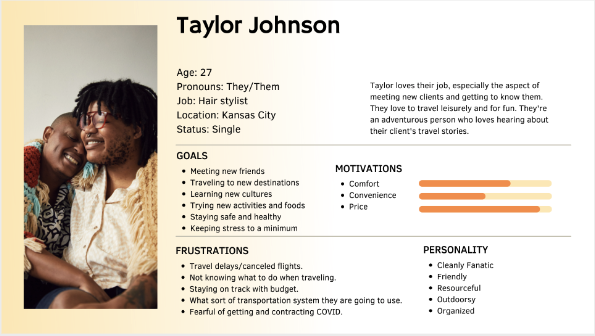 Taylor Johnson
Age: 27
Pronouns: They/Them
Job: Hair stylist
Location: Kansas City
Status: Single
Taylor loves their job, especially the aspect of
meeting new clients and getting to know them.
They love to travel leisurely and for fun. They're
an adventurous person who loves hearing about
their client's travel stories.
GOALS
• Meeting new friends
• Traveling to new destinations
• Learning new cultures
• Trying new activities and foods
• Staying safe and healthy
• Keeping stress to a minimum
MOTIVATIONS
• Comfort
• Convenience
• Price
FRUSTRATIONS
• Travel delays/canceled flights.
• Not knowing what to do when traveling.
• Staying on track with budget.
• What sort of transportation system they are going to use.
• Fearful of getting and contracting COVID.
PERSONALITY
• Cleanly Fanatic
• Friendly
• Resourceful
• Outdoorsy
• Organized